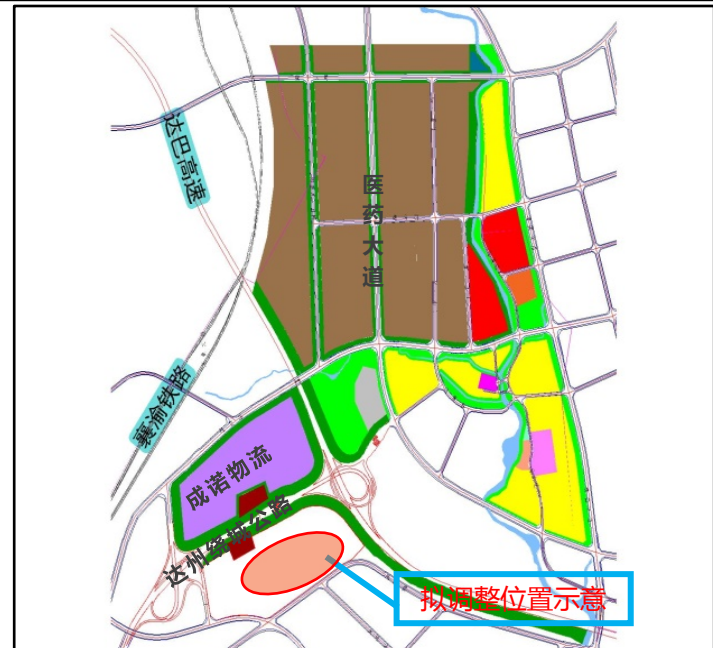 达巴高速
医药大道
襄渝铁路
成诺物流
达州绕城公路
拟调整位置示意